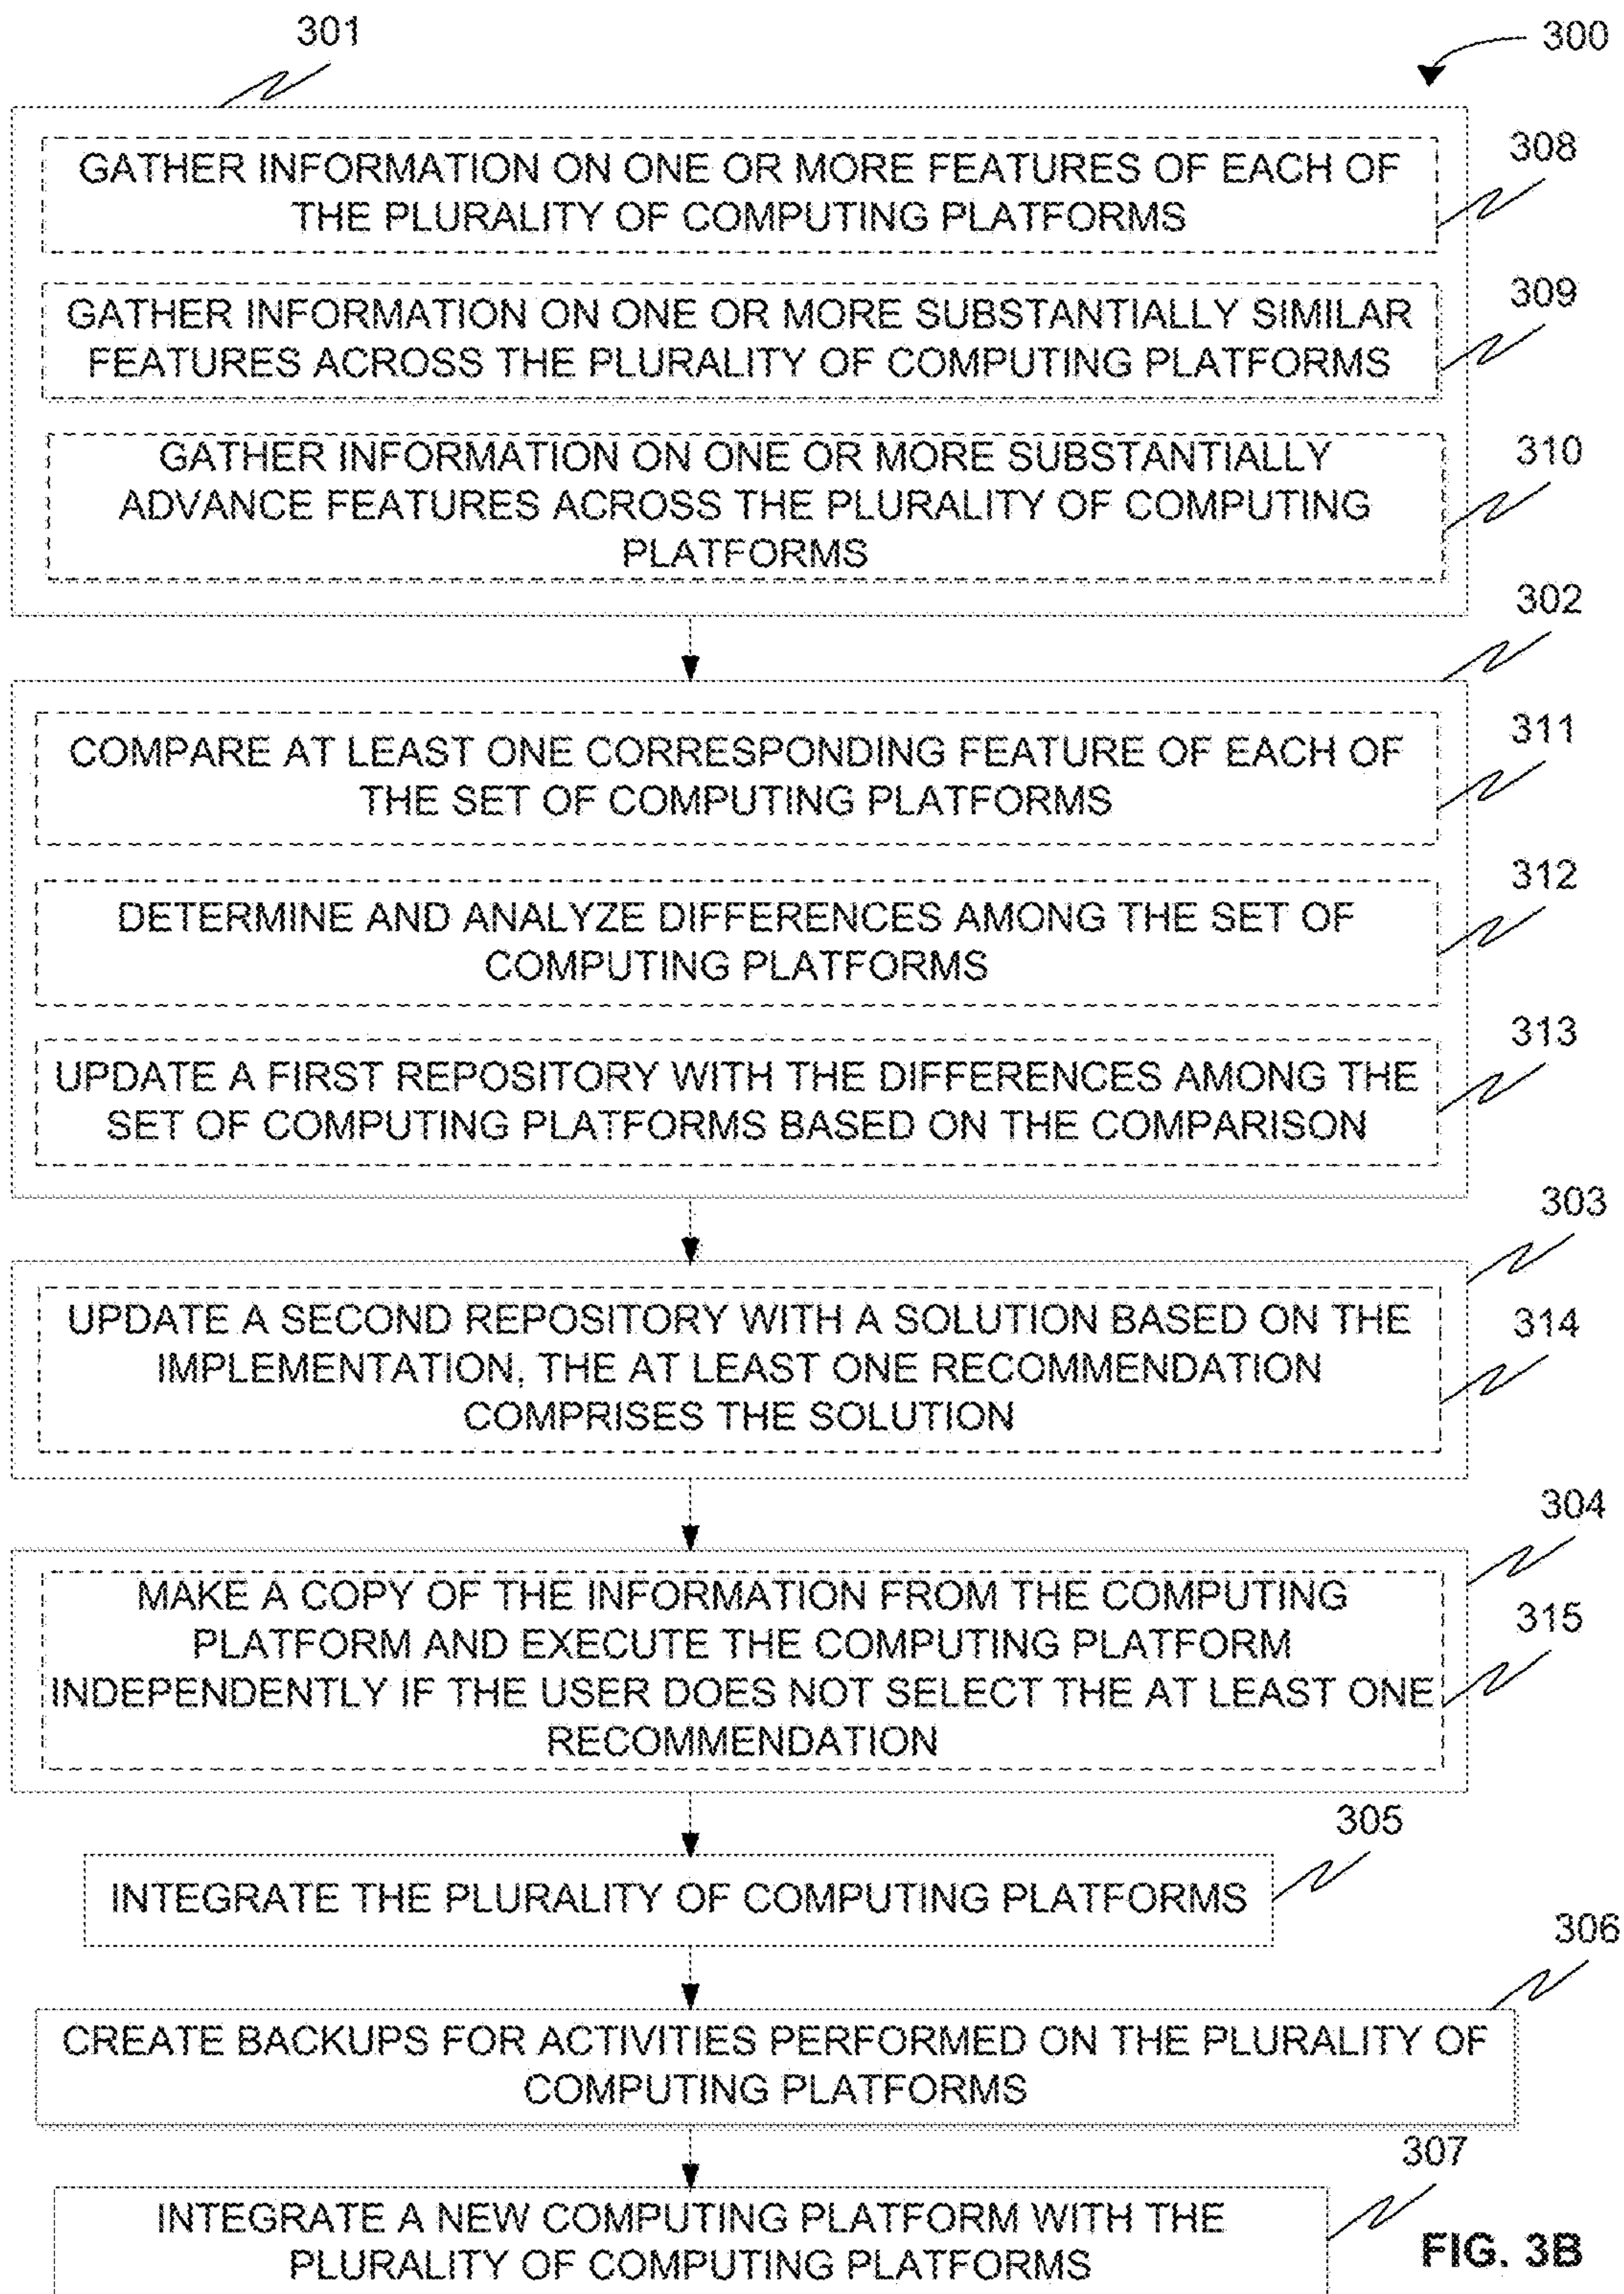 301
300
GATHER INFORMATION ON ONE OR MORE FEATURES OF EACH OF
THE PLURALITY OF COMPUTING PLATFORMS
308
GATHER INFORMATION ON ONE OR MORE SUBSTANTIALLY SIMILAR
FEATURES ACROSS THE PLURALITY OF COMPUTING PLATFORMS
309
GATHER INFORMATION ON ONE OR MORE SUBSTANTIALLY
ADVANCE FEATURES ACROSS THE PLURALITY OF COMPUTING
PLATFORMS
310
302
COMPARE AT LEAST ONE CORRESPONDING FEATURE OF EACH OF
THE SET OF COMPUTING PLATFORMS
311
DETERMINE AND ANALYZE DIFFERENCES AMONG THE SET OF
COMPUTING PLATFORMS
312
UPDATE A FIRST REPOSITORY WITH THE DIFFERENCES AMONG THE
SET OF COMPUTING PLATFORMS BASED ON THE COMPARISON
313
303
UPDATE A SECOND REPOSITORY WITH A SOLUTION BASED ON THE
IMPLEMENTATION, THE AT LEAST ONE RECOMMENDATION
COMPRISES THE SOLUTION
314
304
MAKE A COPY OF THE INFORMATION FROM THE COMPUTING
PLATFORM AND EXECUTE THE COMPUTING PLATFORM
INDEPENDENTLY IF THE USER DOES NOT SELECT THE AT LEAST ONE
RECOMMENDATION
315
305
INTEGRATE THE PLURALITY OF COMPUTING PLATFORMS
306
CREATE BACKUPS FOR ACTIVITIES PERFORMED ON THE PLURALITY OF
COMPUTING PLATFORMS
307
INTEGRATE A NEW COMPUTING PLATFORM WITH THE
PLURALITY OF COMPUTING PLATFORMS
FIG. 3B